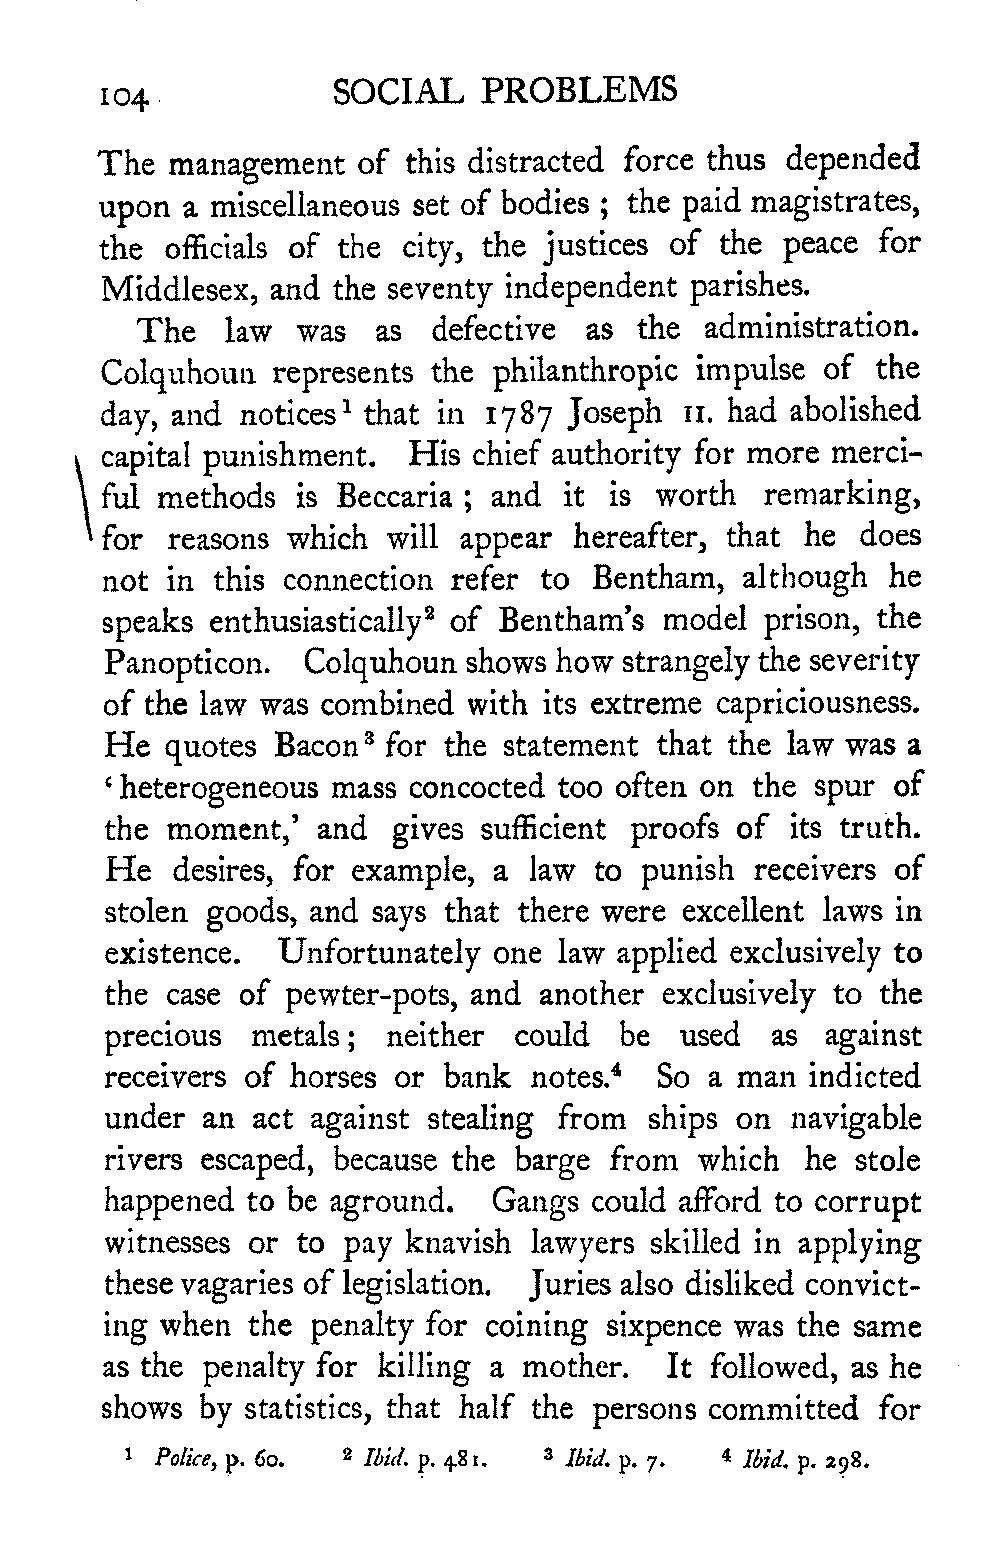 104 SOCIAL PROBLEMS
The management of this distracted force thus depended
upon a miscellaneous set of bodies ; the paid magistrates,
the officials of the city, the justices of the peace for
Middlesex, and the seventy independent parishes.
The law was as defective as the administration.
Colquhoun represents the philanthropic impulse of the
day, and notices¹ that in 1787 Joseph II. had abolished
capital punishment. His chief authority for more merci-
ful methods is Beccaria ; and it is worth remarking,
for reasons which will appear hereafter, that he does
not in this connection refer to Bentham, although he
speaks enthusiastically² of Bentham's model prison, the
Panopticon. Colquhoun shows how strangely the severity
of the law was combined with its extreme capriciousness.
He quotes Bacon³ for the statement that the law was a
‘heterogeneous mass concocted too often on the spur of
the moment,’ and gives sufficient proofs of its truth.
He desires, for example, a law to punish receivers of
stolen goods, and says that there were excellent laws in
existence. Unfortunately one law applied exclusively to
the case of pewter-pots, and another exclusively to the
precious metals ; neither could be used as against
receivers of horses or bank notes.⁴ So a man indicted
under an act against stealing from ships on navigable
rivers escaped, because the barge from which he stole
happened to be aground. Gangs could afford to corrupt
witnesses or to pay knavish lawyers skilled in applying
these vagaries of legislation. Juries also disliked convict-
ing when the penalty for coining sixpence was the same
as the penalty for killing a mother. It followed, as he
shows by statistics, that half the persons committed for
¹ Police, p. 60. ² Ibid. p. 481. ³ Ibid. p. 7. ⁴ Ibid. p. 298.